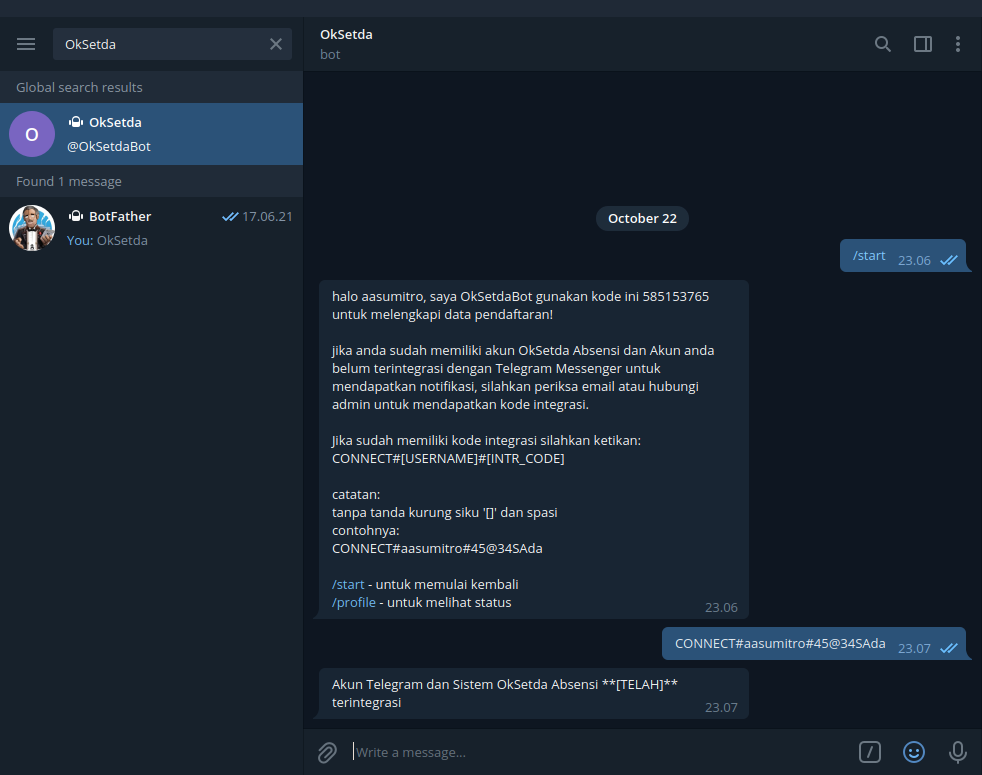 OkSetda
Global search results
O
OkSetda
@OkSetdaBot
Found 1 message
BotFather 17.06.21
You: OkSetda
OkSetda
bot
October 22
/start 23.06
halo aasumitro, saya OkSetdaBot gunakan kode ini 585153765
untuk melengkapi data pendaftaran!
jika anda sudah memiliki akun OkSetda Absensi dan Akun anda
belum terintegrasi dengan Telegram Messenger untuk
mendapatkan notifikasi, silahkan periksa email atau hubungi
admin untuk mendapatkan kode integrasi.
Jika sudah memiliki kode integrasi silahkan ketikan:
CONNECT#[USERNAME]#[INTR_CODE]
catatan:
tanpa tanda kurung siku '[]' dan spasi
contohnya:
CONNECT#aasumitro#45@34SAda
/start - untuk memulai kembali
/profile - untuk melihat status
23.06
CONNECT#aasumitro#45@34SAda 23.07
Akun Telegram dan Sistem OkSetda Absensi **[TELAH]**
terintegrasi
23.07
Write a message...